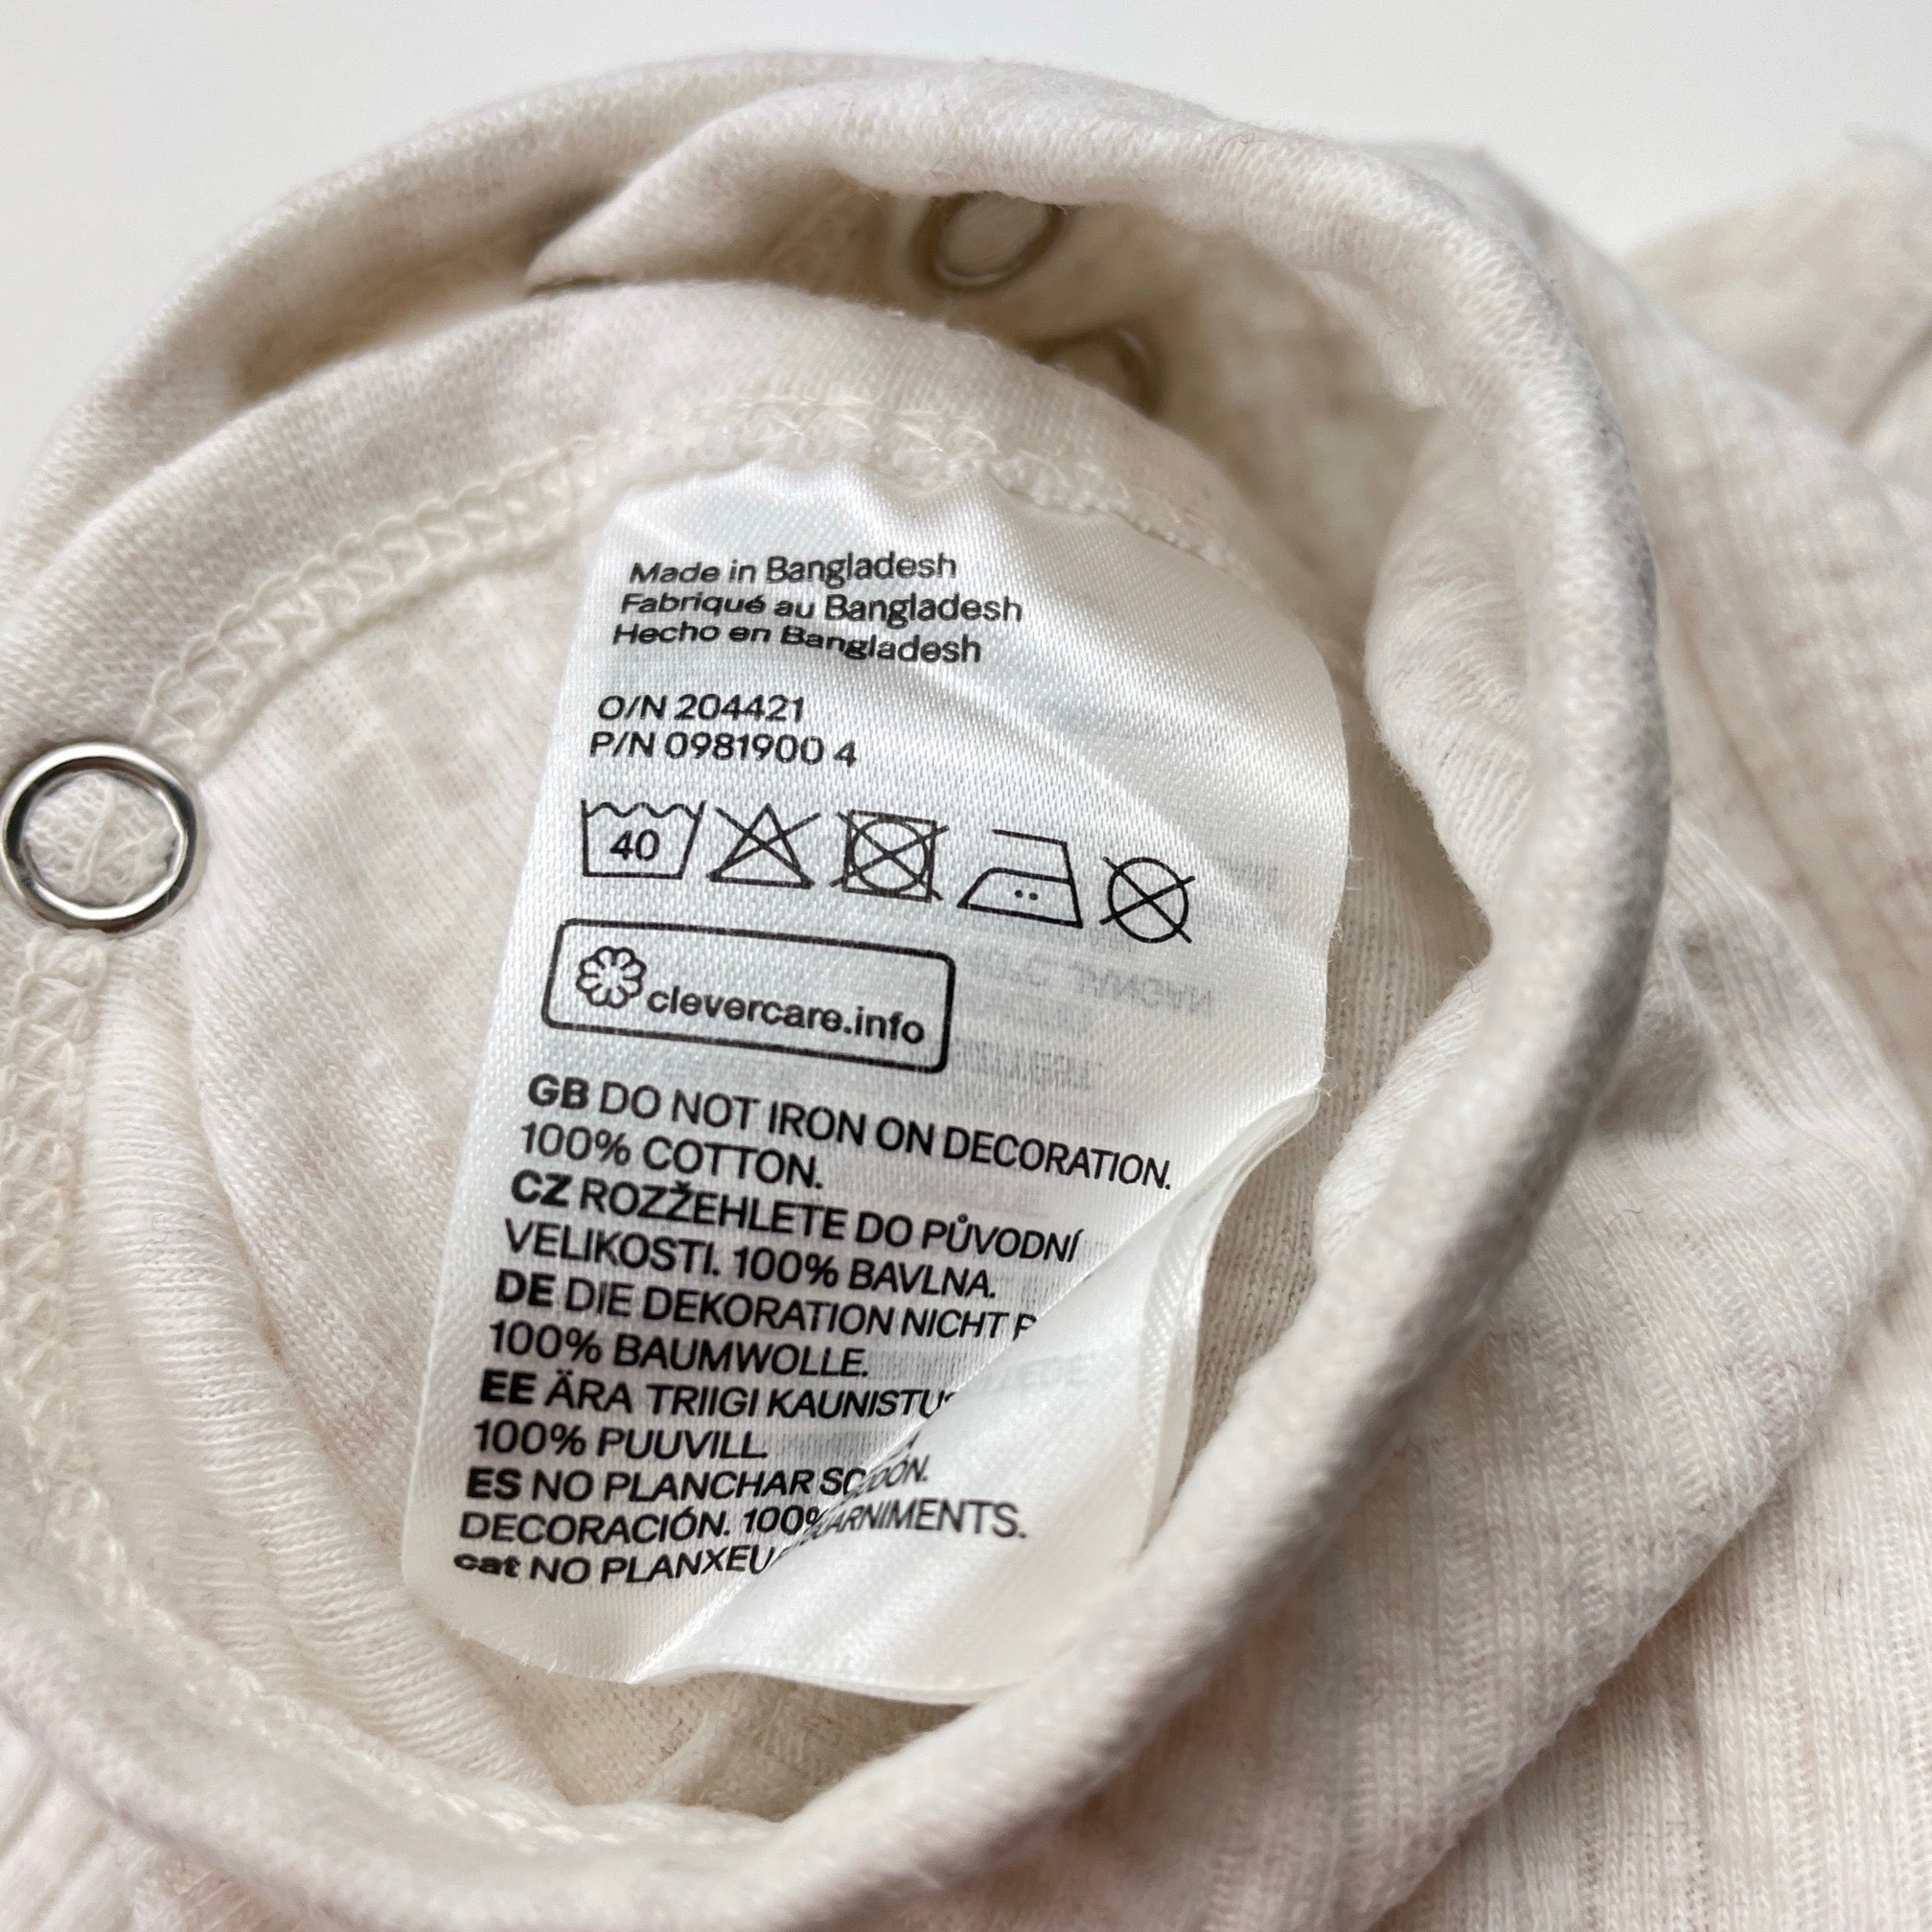 Made in Bangladesh
Fabriqué au Bangladesh
Hecho en Bangladesh
O/N 204421
P/N 0981900 4
40
clevercare.info
GB DO NOT IRON ON DECORATION.
100% COTTON.
CZ ROZŽEHLETE DO PŮVODNÍ
VELIKOSTI. 100% BAVLNA.
DE DIE DEKORATION NICHT
100% BAUMWOLLE.
EE ÄRA TRIIGI
100% PUUVILL
ES NO PLANCHAR
DECORACIÓN. 100%
cat NO